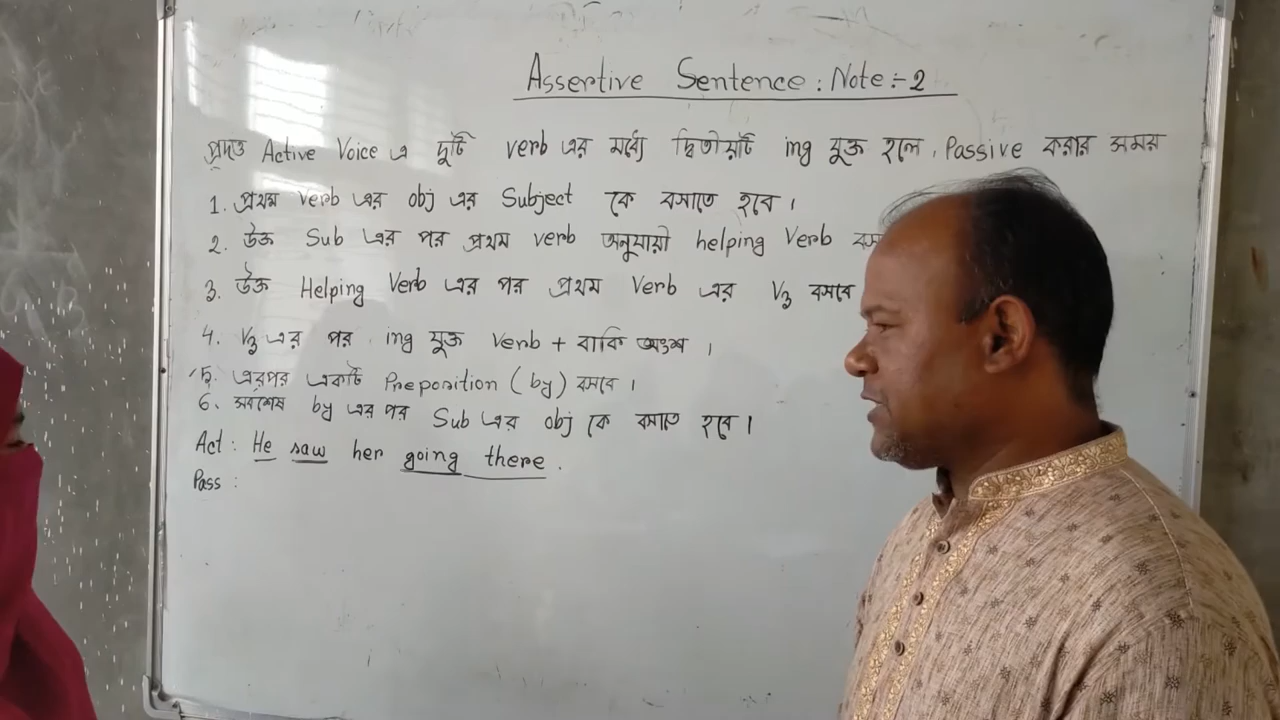 Assertive Sentence : Note :- 2
প্রদত্ত Active Voice এ দুটি verb এর মধ্যে দ্বিতীয়টি ing যুক্ত হলে, Passive করার সময়
1. প্রথম verb এর obj এর Subject কে বসাতে হবে।
2. উক্ত Sub এর পর প্রথম verb অনুযায়ী helping Verb
3. উক্ত Helping Verb এর পর প্রথম Verb এর V3 বসবে
4. V3 এর পর ing যুক্ত verb + বাকি অংশ।
5. এরপর একটি Preposition (by) বসবে।
6. সবশেষ by এর পর Sub এর obj কে বসাতে হবে।
Act : He saw her going there.
Pass :